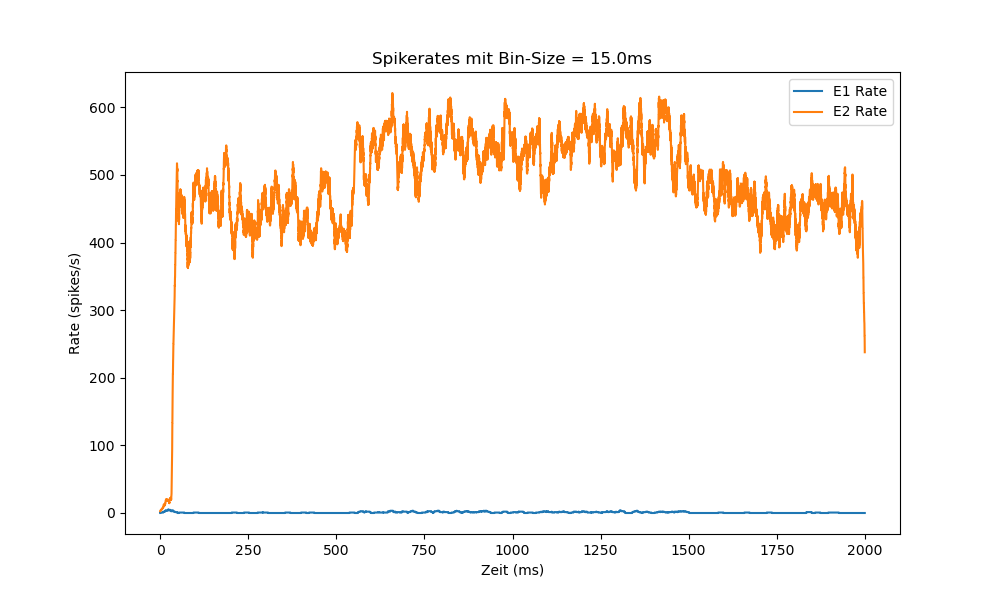 Spikerates mit Bin-Size = 15.0ms
E1 Rate
E2 Rate
Rate (spikes/s)
600
500
400
300
200
100
0
0 250 500 750 1000 1250 1500 1750 2000
Zeit (ms)